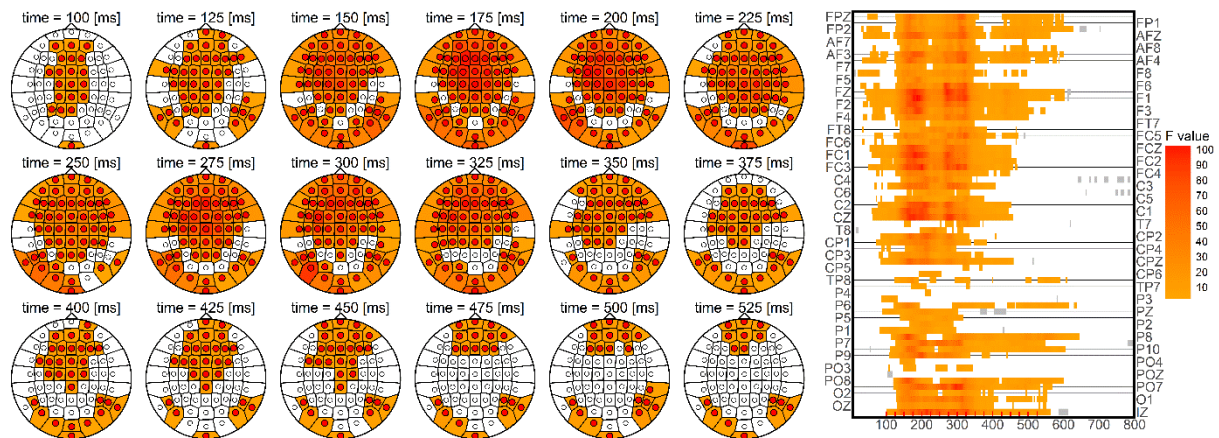 time = 100 [ms] time = 125 [ms] time = 150 [ms] time = 175 [ms] time = 200 [ms] time = 225 [ms]
time = 250 [ms] time = 275 [ms] time = 300 [ms] time = 325 [ms] time = 350 [ms] time = 375 [ms]
time = 400 [ms] time = 425 [ms] time = 450 [ms] time = 475 [ms] time = 500 [ms] time = 525 [ms]
FPZ
FP1
FP2
AFZ
AF7
AF8
AF3
AF4
F7
F8
F5
F6
FZ
F1
F2
F3
F4
FT7
FT8
FC5
FC6
FCZ
FC1
FC2
FC3
FC4
C4
C3
C6
C5
C2
C1
CZ
T7
T8
CP2
CP1
CP4
CP3
CPZ
CP5
CP6
TP8
TP7
P4
P3
P6
PZ
P5
P2
P1
P8
P7
P10
P9
PO4
PO3
POZ
PO8
PO7
O2
O1
OZ
IZ
100 200 300 400 500 600 700 800
F value
100
90
80
70
60
50
40
30
20
10